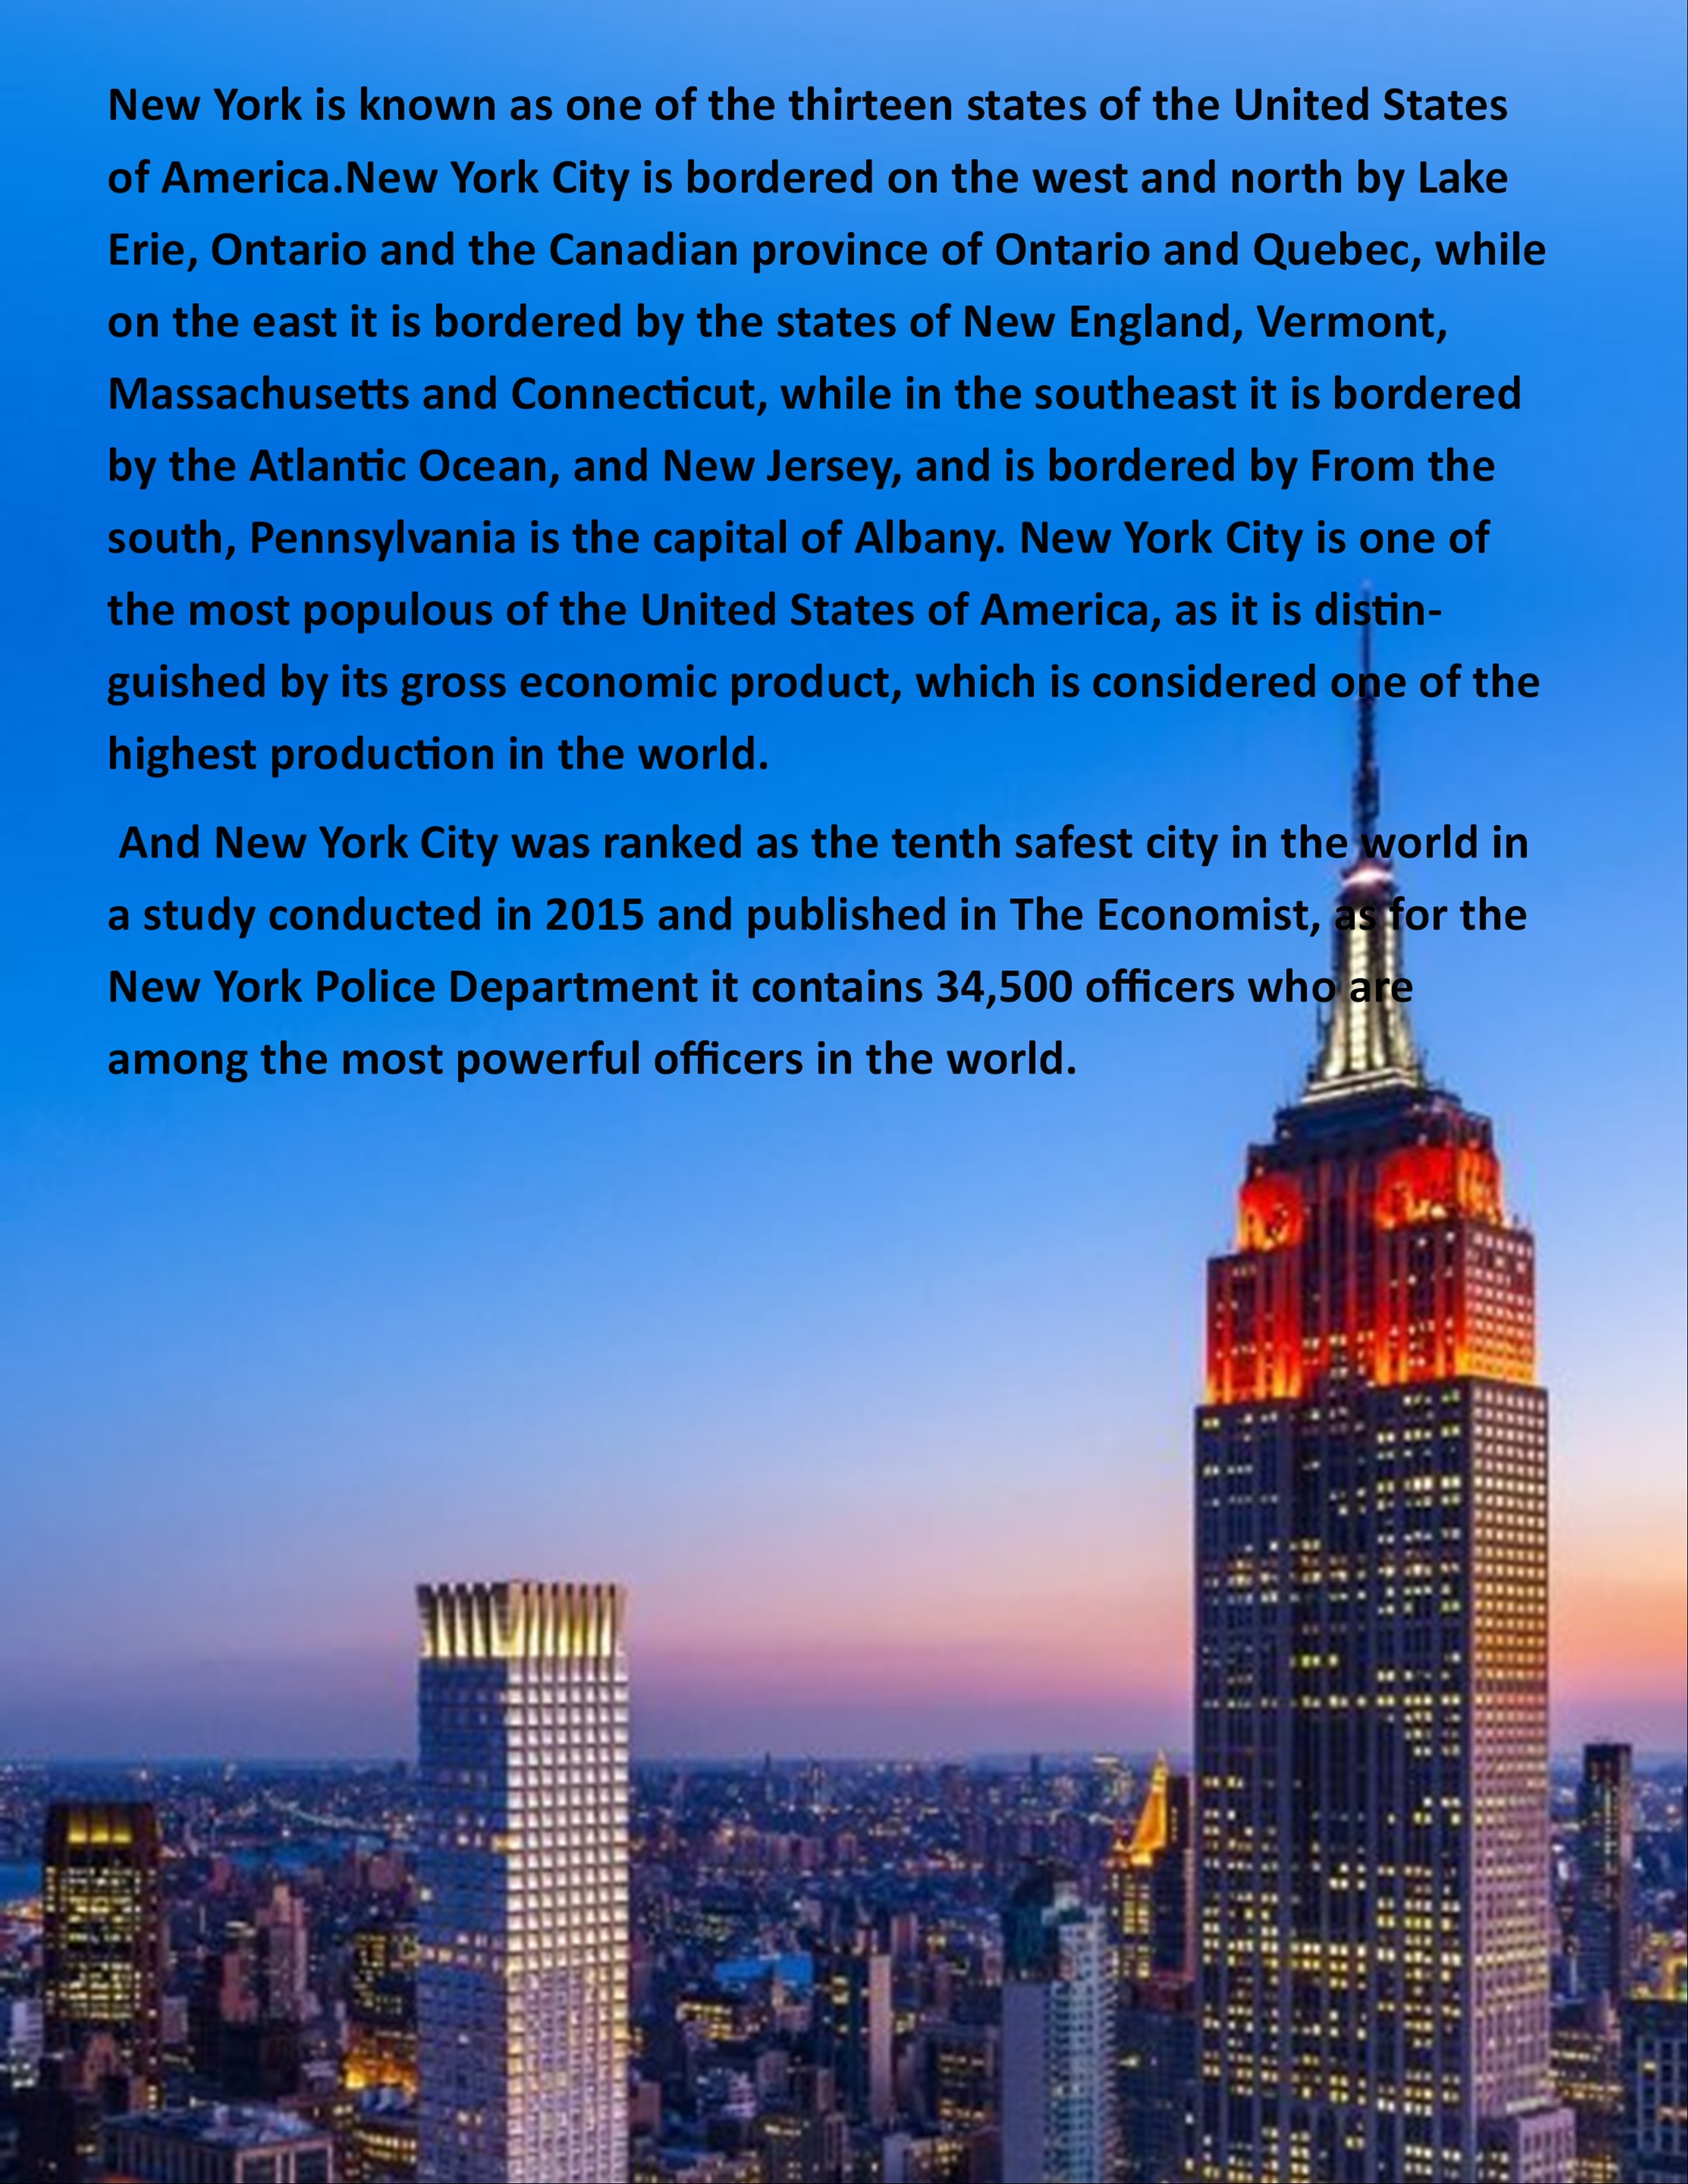 New York is known as one of the thirteen states of the United States
of America.New York City is bordered on the west and north by Lake
Erie, Ontario and the Canadian province of Ontario and Quebec, while
on the east it is bordered by the states of New England, Vermont,
Massachusetts and Connecticut, while in the southeast it is bordered
by the Atlantic Ocean, and New Jersey, and is bordered by From the
south, Pennsylvania is the capital of Albany. New York City is one of
the most populous of the United States of America, as it is distin-
guished by its gross economic product, which is considered one of the
highest production in the world.
And New York City was ranked as the tenth safest city in the world in
a study conducted in 2015 and published in The Economist, as for the
New York Police Department it contains 34,500 officers who are
among the most powerful officers in the world.